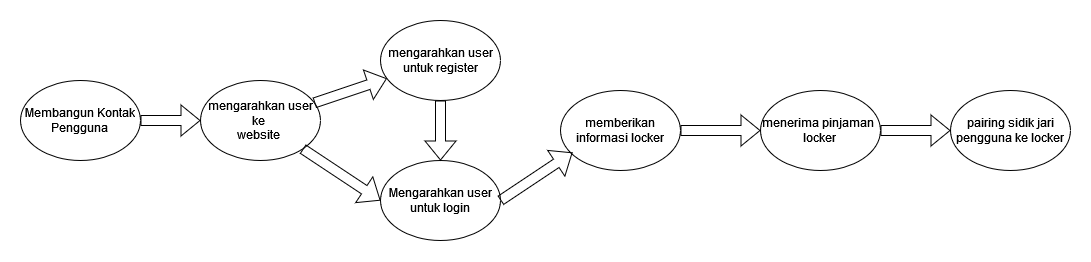 Membangun Kontak
Pengguna
mengarahkan user
ke
website
mengarahkan user
untuk register
Mengarahkan user
untuk login
memberikan
informasi locker
menerima pinjaman
locker
pairing sidik jari
pengguna ke locker